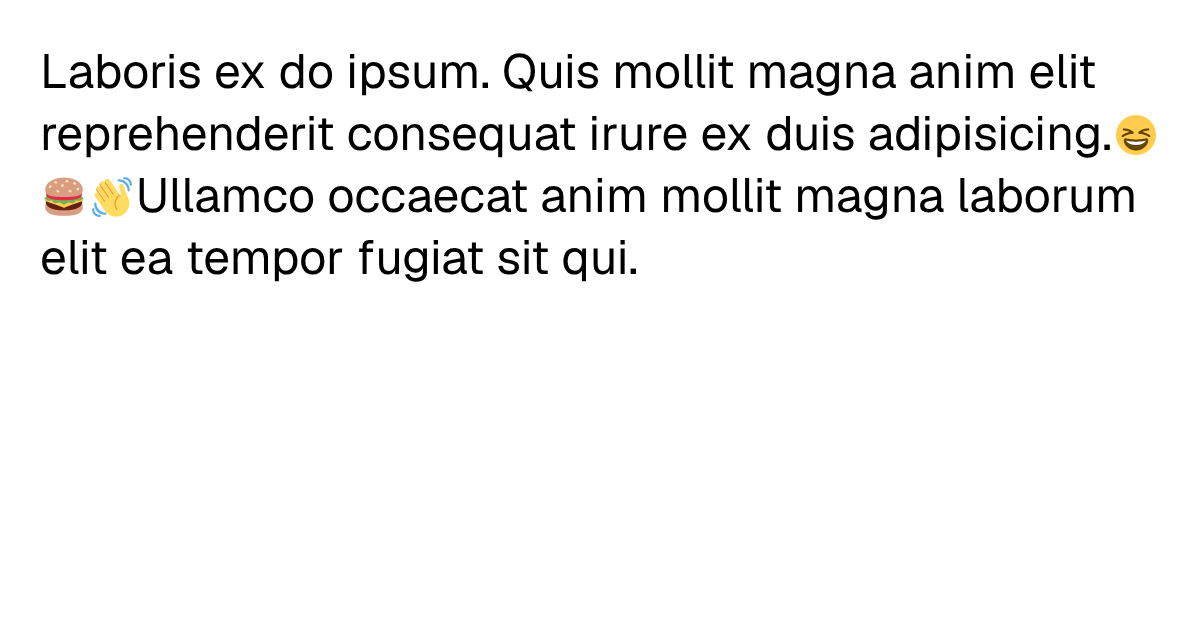 Laboris ex do ipsum. Quis mollit magna anim elit
reprehenderit consequat irure ex duis adipisicing.😆
🍔👋Ullamco occaecat anim mollit magna laborum
elit ea tempor fugiat sit qui.